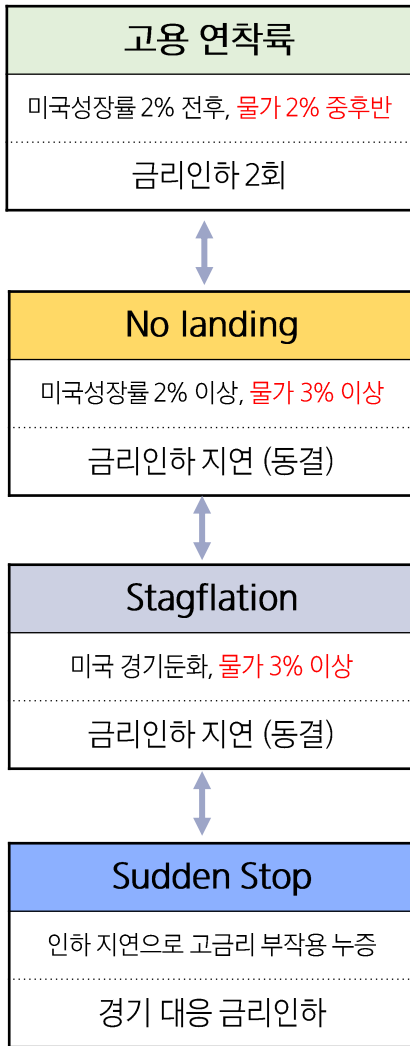 고용 연착륙
미국성장률 2% 전후, 물가 2% 중후반
금리인하 2회
No landing
미국성장률 2% 이상, 물가 3% 이상
금리인하 지연 (동결)
Stagflation
미국 경기둔화, 물가 3% 이상
금리인하 지연 (동결)
Sudden Stop
인하 지연으로 고금리 부작용 누증
경기 대응 금리인하